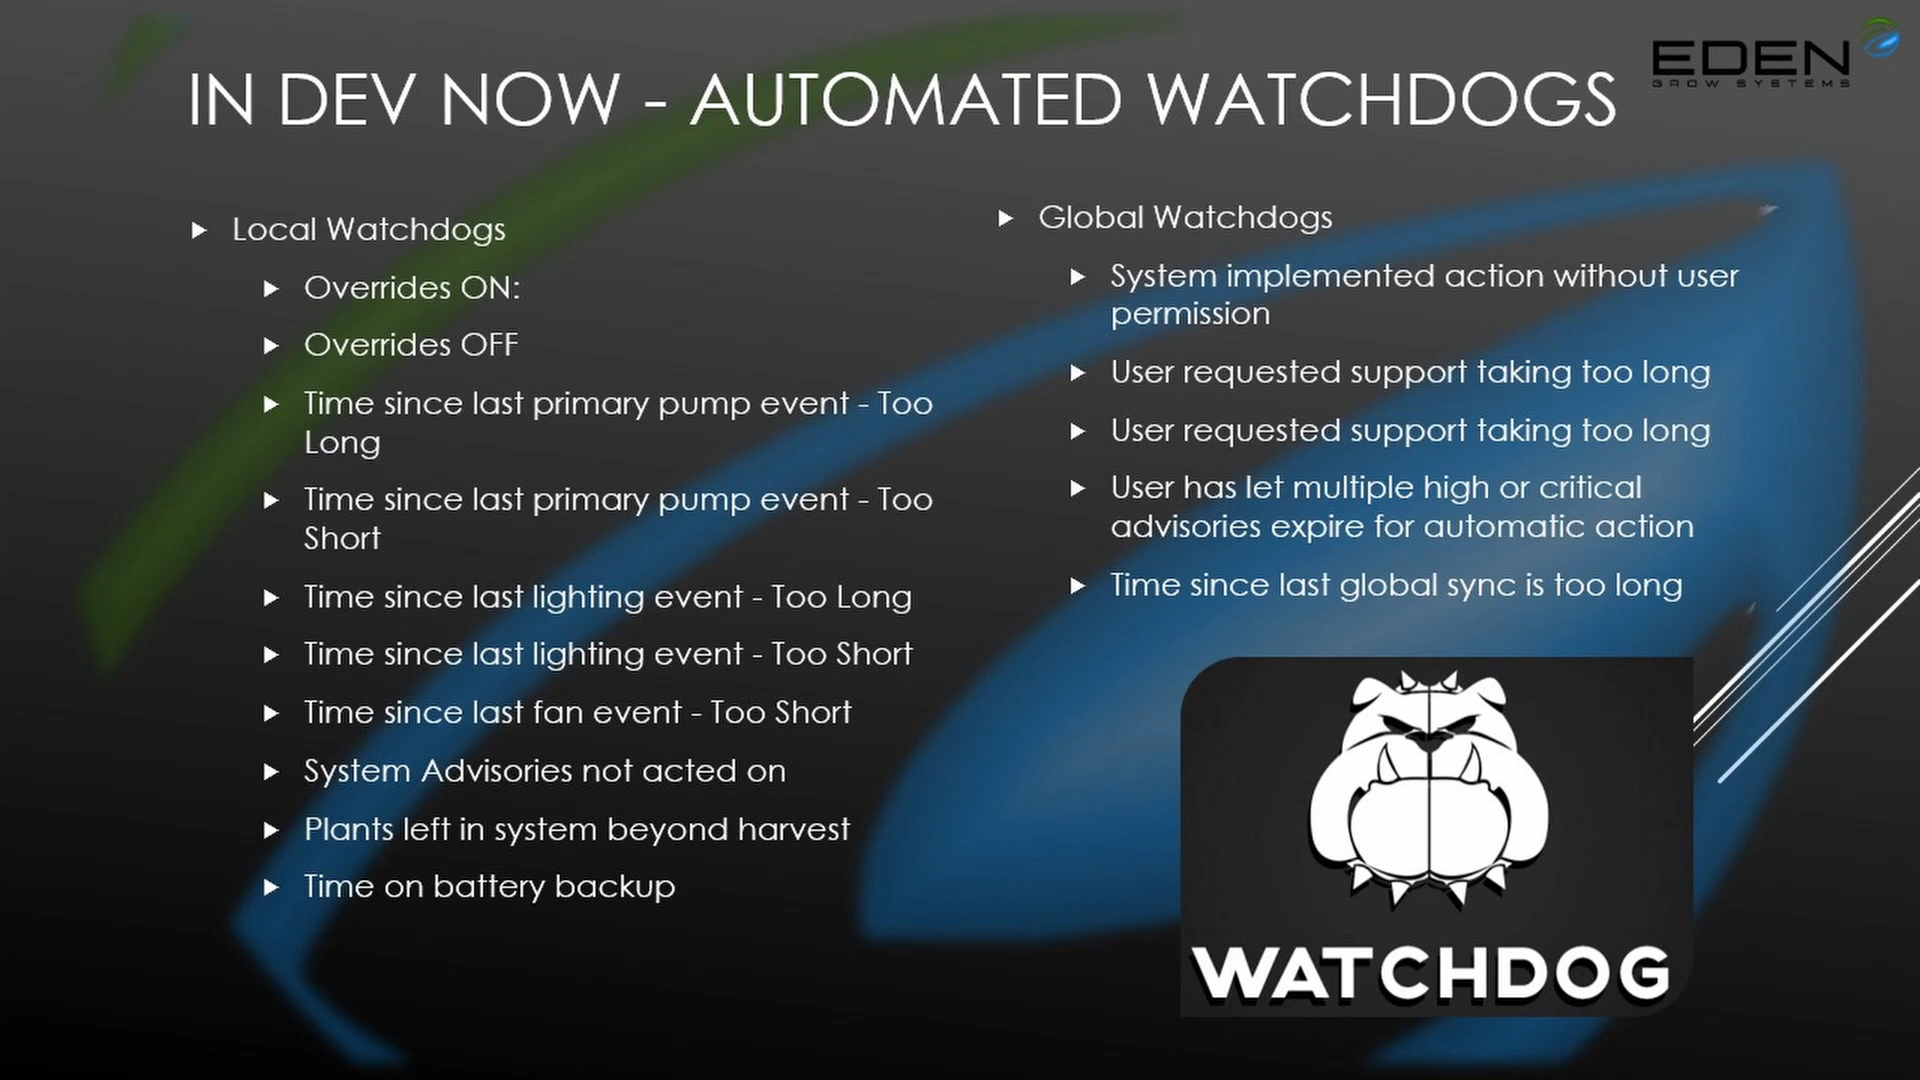 EDEN
GROW SYSTEMS
IN DEV NOW - AUTOMATED WATCHDOGS
Local Watchdogs
Overrides ON:
Overrides OFF
Time since last primary pump event - Too
Long
Time since last primary pump event - Too
Short
Time since last lighting event - Too Long
Time since last lighting event - Too Short
Time since last fan event - Too Short
System Advisories not acted on
Plants left in system beyond harvest
Time on battery backup
Global Watchdogs
System implemented action without user
permission
User requested support taking too long
User requested support taking too long
User has let multiple high or critical
advisories expire for automatic action
Time since last global sync is too long
WATCHDOG